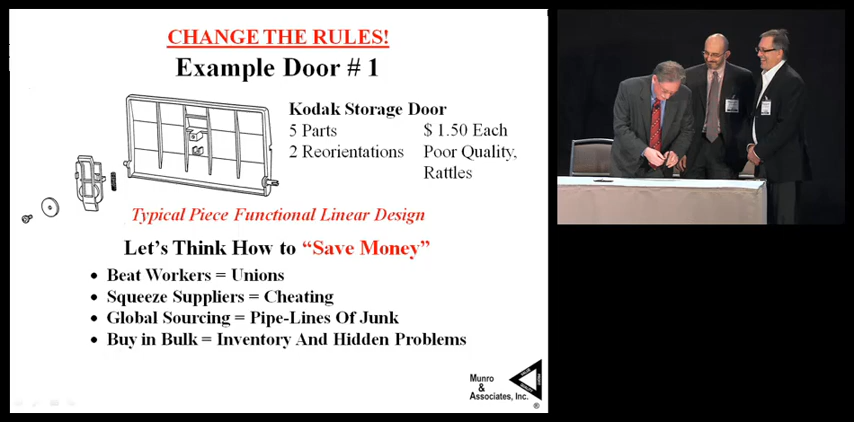 CHANGE THE RULES!
Example Door # 1
Kodak Storage Door
5 Parts $ 1.50 Each
2 Reorientations Poor Quality,
Rattles
Typical Piece Functional Linear Design
Let's Think How to "Save Money"
• Beat Workers = Unions
• Squeeze Suppliers = Cheating
• Global Sourcing = Pipe-Lines Of Junk
• Buy in Bulk = Inventory And Hidden Problems
Munro
&
Associates, Inc.
®